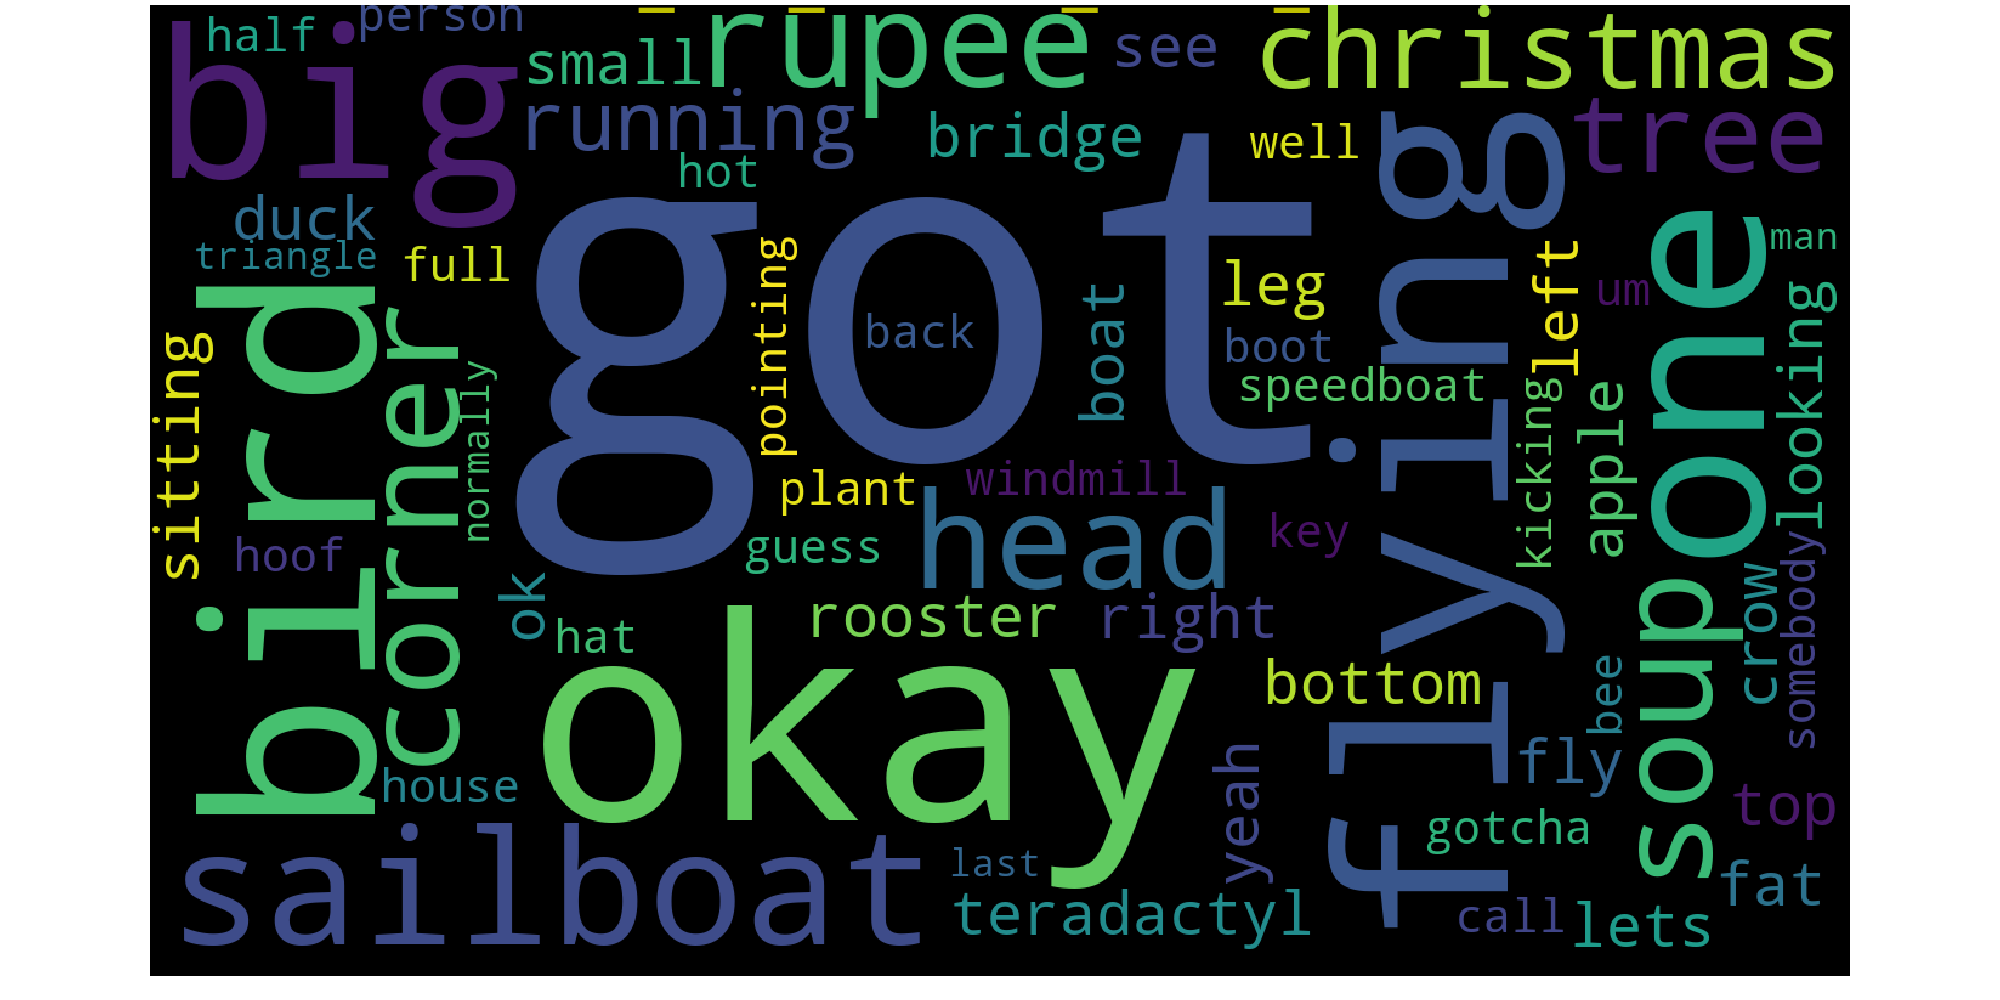 half
person
big
small
rupee
see
christmas
running
bridge
well
tree
hot
got
flying
duck
triangle
full
pointing
boat
leg
left
um
one
man
bird
corner
back
boot
speedboat
looking
sitting
normally
kicking
apple
plant
windmill
head
key
hoof
guess
ok
hat
rooster
right
soup
crow
somebody
okay
bottom
bee
house
yeah
fly
top
gotcha
sailboat
last
teradactyl
call
lets
fat